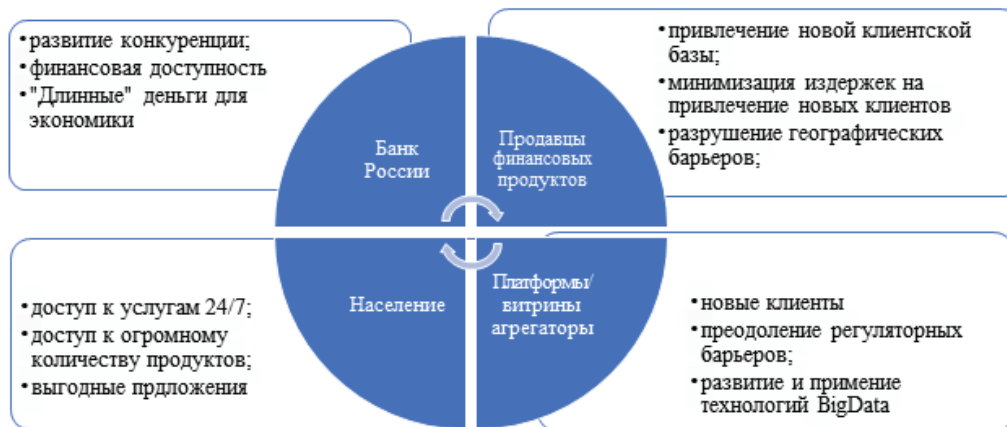 •развитие конкуренции;
•финансовая доступность
•"Длинные" деньги для
экономики
Банк
России
Продавцы
финансовых
продуктов
•привлечение новой клиентской
базы;
•минимизация издержек на
привлечение новых клиентов
•разрушение географических
барьеров;
•доступ к услугам 24/7;
•доступ к огромному
количеству продуктов;
•выгодные прдложения
Население
Платформы/
витрины
агрегаторы
•новые клиенты
•преодоление регуляторных
барьеров;
•развитие и примение
технологий BigData